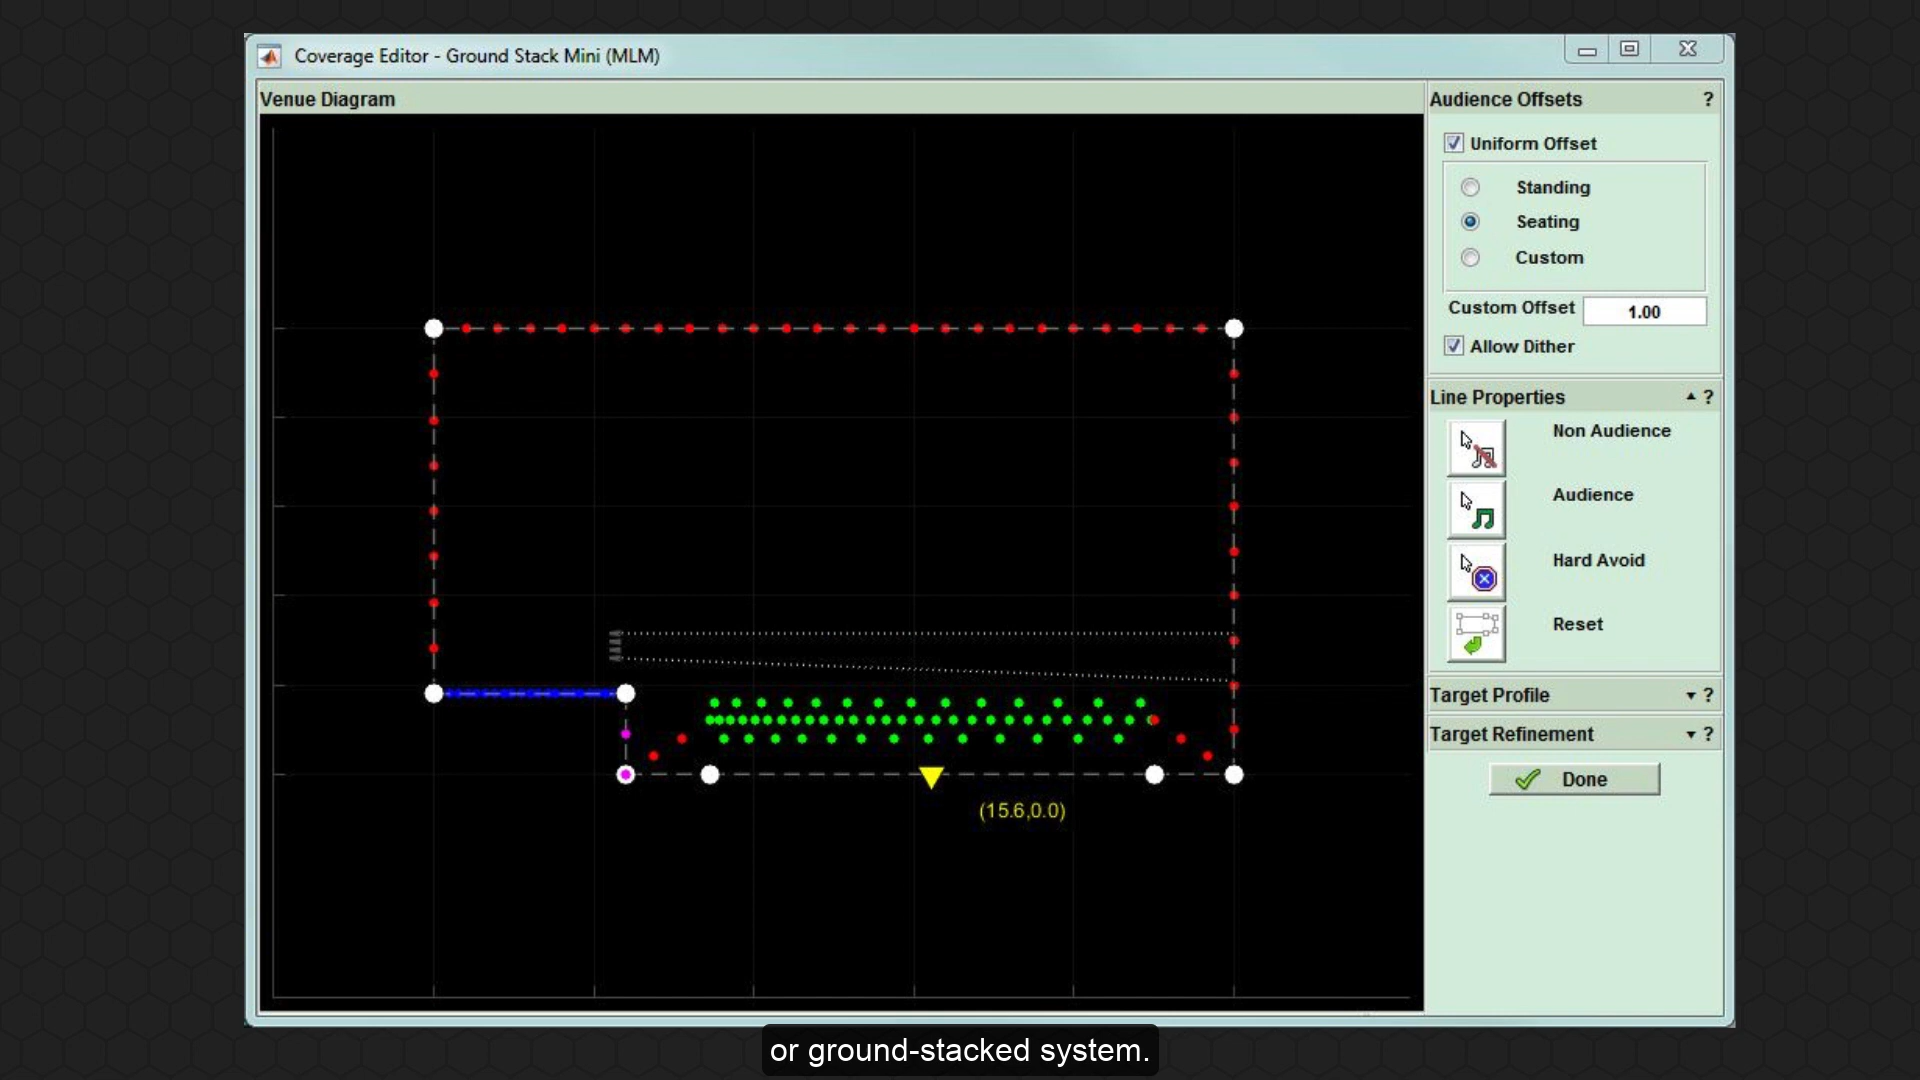 Coverage Editor - Ground Stack Mini (MLM)
Venue Diagram
(15.6,0.0)
Audience Offsets ?
Uniform Offset
Standing
Seating
Custom
Custom Offset 1.00
Allow Dither
Line Properties ?
Non Audience
Audience
Hard Avoid
Reset
Target Profile ?
Target Refinement ?
Done
or ground-stacked system.